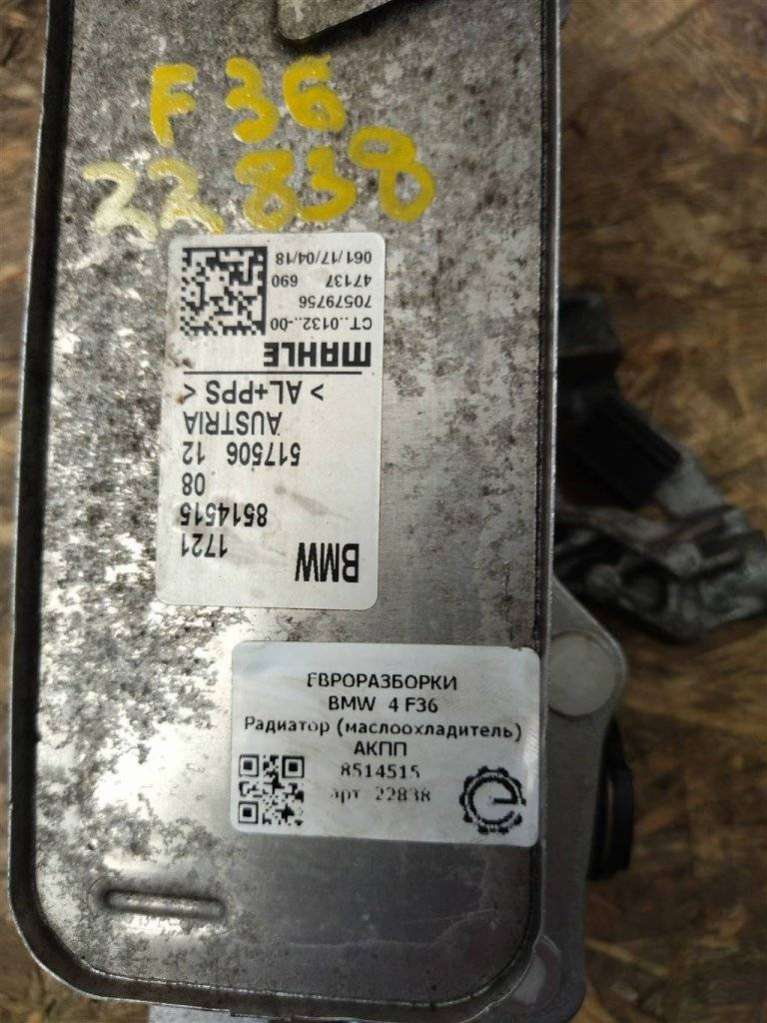 F 36
22838
BMW
1721
8514515
08
517506 12
AUSTRIA
> AL+PPS <
MAHLE
CT..0132..-00
70579756
47137 690
061/17/04/18
ЕВРОРАЗБОРКИ
BMW 4 F36
Радиатор (маслоохладитель)
АКПП
8514515
арт 22838